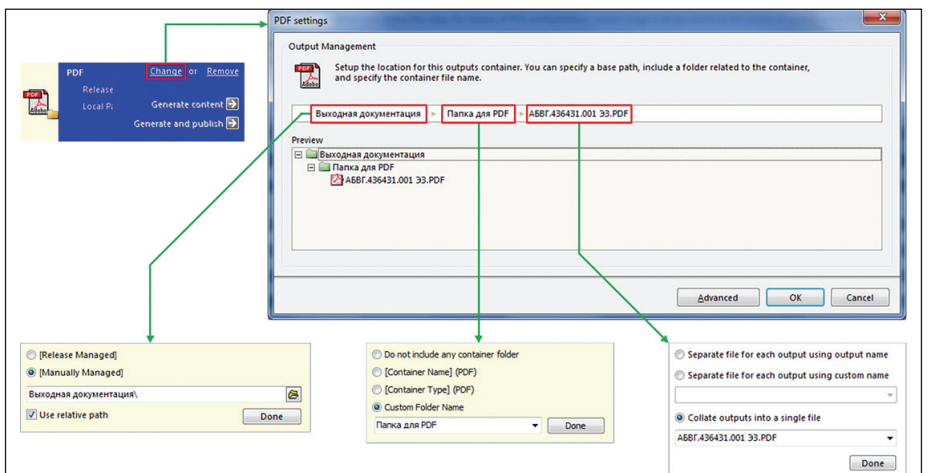 PDF settings
Output Management
Setup the location for this outputs container. You can specify a base path, include a folder related to the container,
and specify the container file name.
PDF Change or Remove
Release
Local Pa
Generate content
Generate and publish
Выходная документация Папка для PDF АБВГ.436431.001 ЭЗ.PDF
Preview
Выходная документация
Папка для PDF
АБВГ.436431.001 ЭЗ.PDF
Advanced OK Cancel
[Release Managed]
[Manually Managed]
Выходная документация\
Use relative path Done
Do not include any container folder
[Container Name] (PDF)
[Container Type] (PDF)
Custom Folder Name
Папка для PDF Done
Separate file for each output using output name
Separate file for each output using custom name
Collate outputs into a single file
АБВГ.436431.001 ЭЗ.PDF
Done